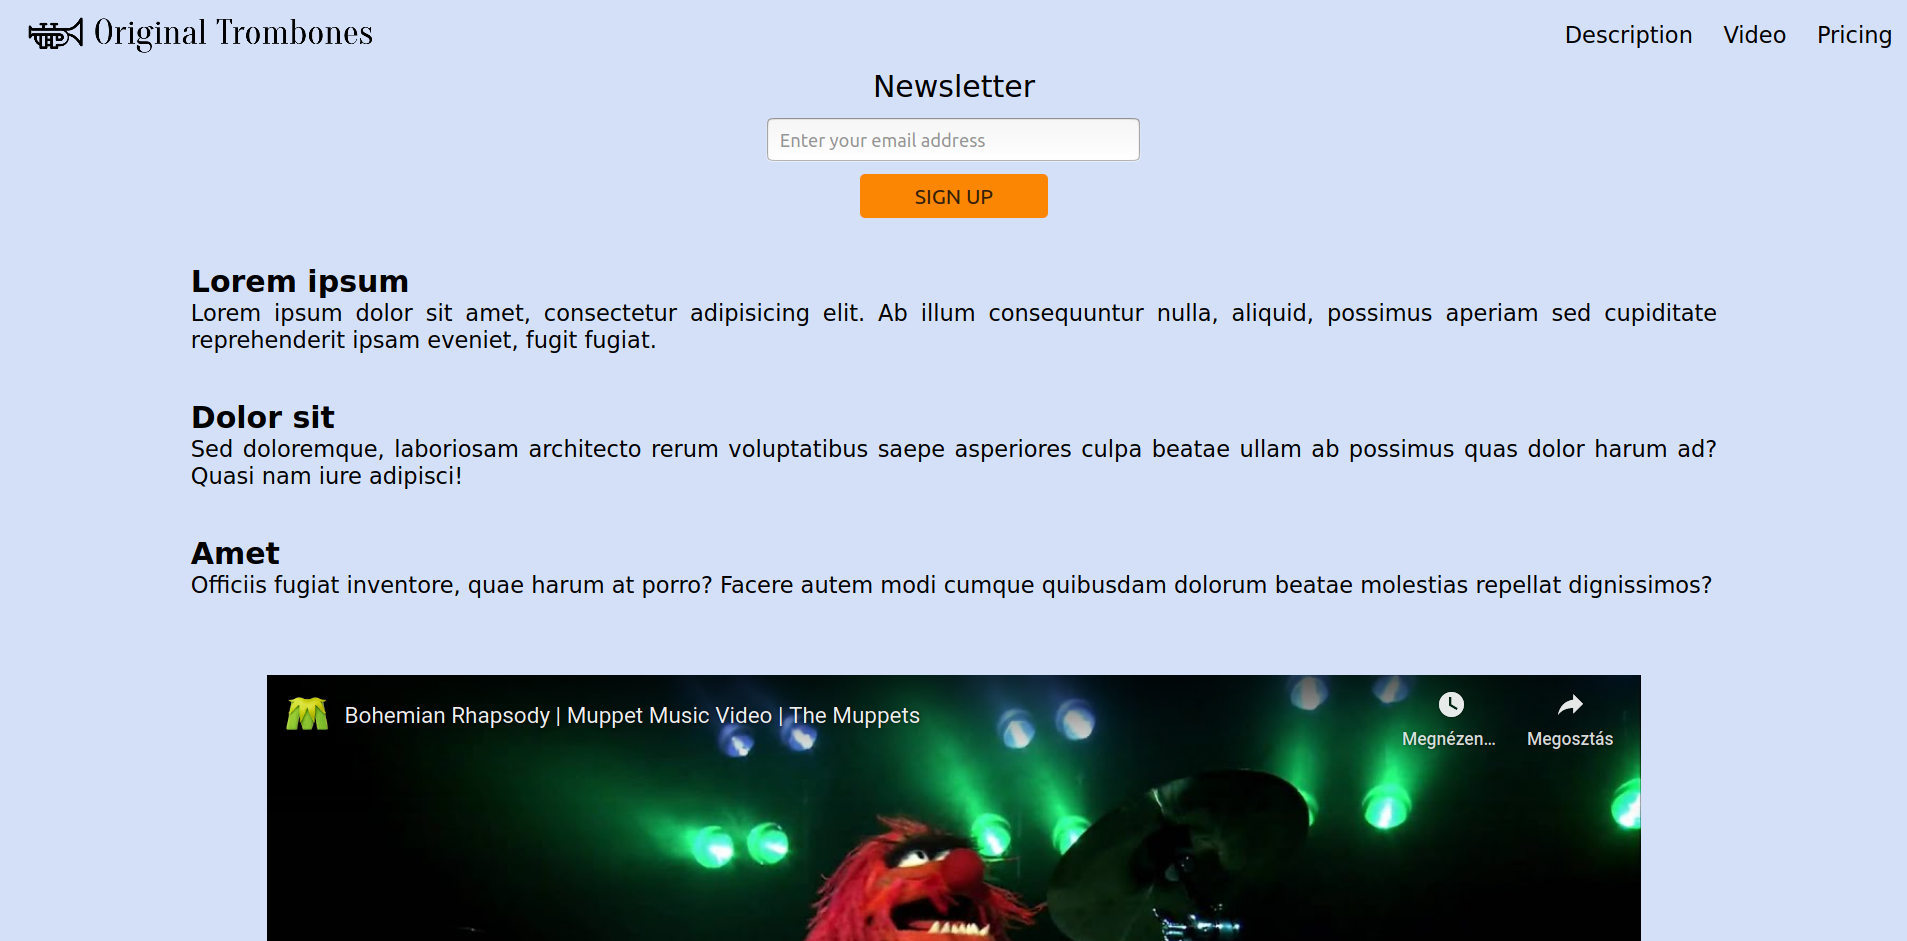 Original Trombones
Description
Video
Pricing
Newsletter
Enter your email address
SIGN UP
Lorem ipsum
Lorem ipsum dolor sit amet, consectetur adipisicing elit. Ab illum consequuntur nulla, aliquid, possimus aperiam sed cupiditate
reprehenderit ipsam eveniet, fugit fugiat.
Dolor sit
Sed doloremque, laboriosam architecto rerum voluptatibus saepe asperiores culpa beatae ullam ab possimus quas dolor harum ad?
Quasi nam iure adipisci!
Amet
Officiis fugiat inventore, quae harum at porro? Facere autem modi cumque quibusdam dolorum beatae molestias repellat dignissimos?
Bohemian Rhapsody | Muppet Music Video | The Muppets
Megnézen...
Megosztás